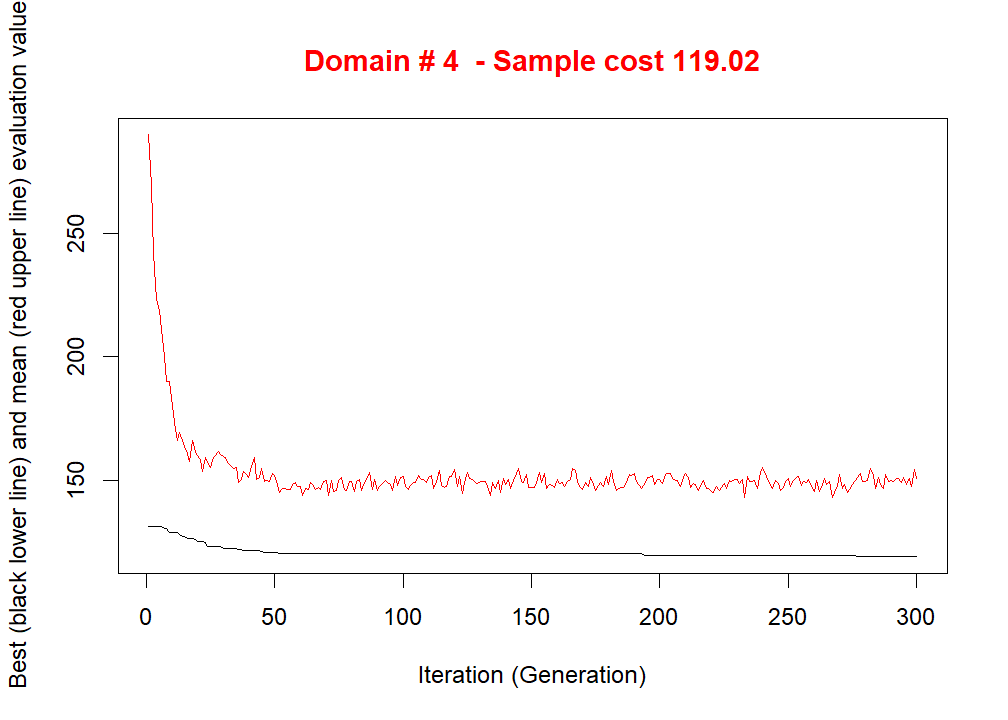 Domain # 4  - Sample cost 119.02
Best (black lower line) and mean (red upper line) evaluation value
250
200
150
0 50 100 150 200 250 300
Iteration (Generation)